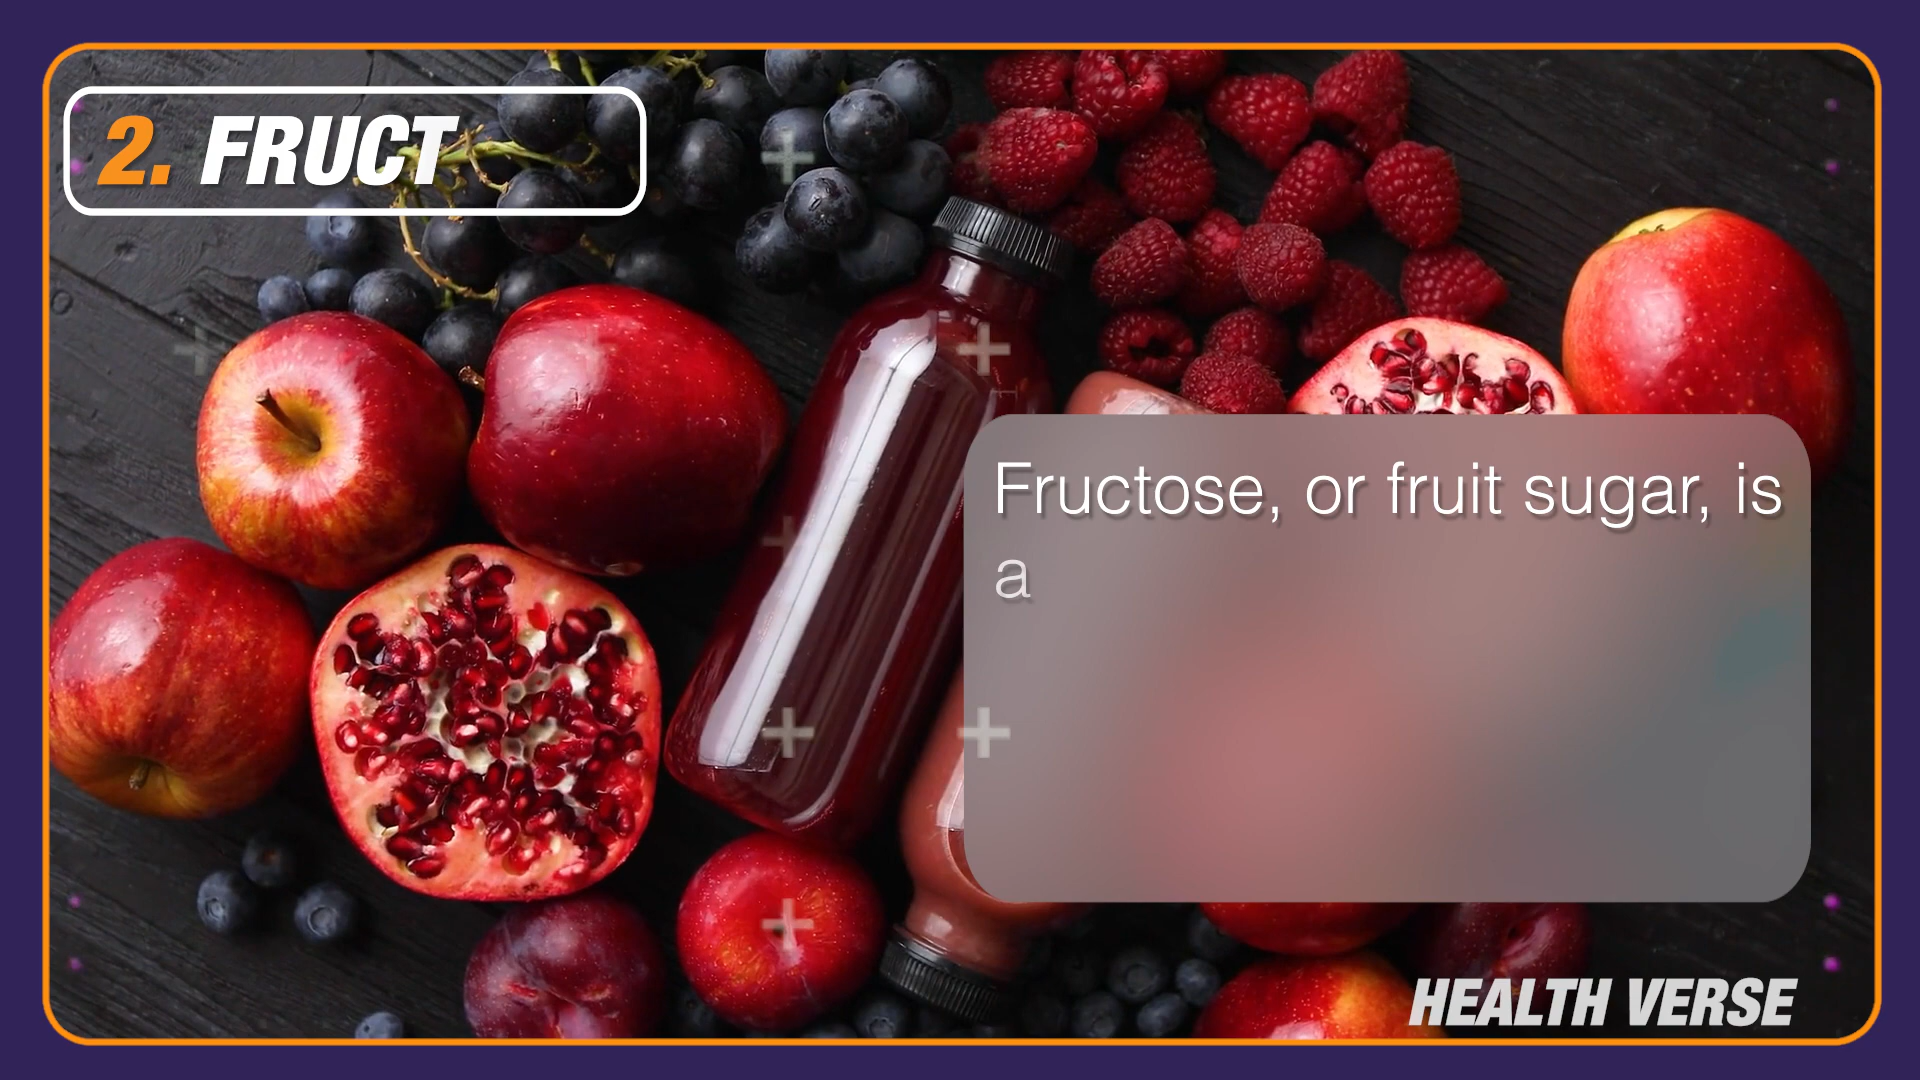 2. FRUCT
Fructose, or fruit sugar, is
a
HEALTH VERSE